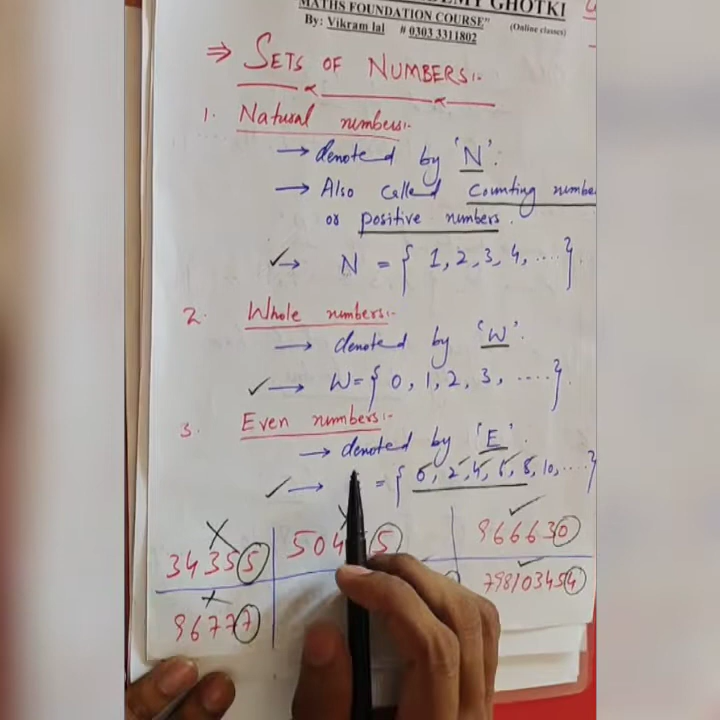 MATHS FOUNDATION COURSE"
By: Vikram lal # 0303 3311802 (Online classes)
⇒ SETS OF NUMBERS:-
1. Natural numbers:-
→ denoted by 'N'.
→ Also called Counting numbe
or positive numbers.
✓→ N = { 1, 2, 3, 4, ....}.
2. Whole numbers:-
→ denoted by 'W'.
✓→ W={ 0, 1, 2, 3, ....}.
3. Even numbers:-
→ denoted by 'E'.
✓→ = { 0, 2, 4, 6, 8, 10, ....}
34355
966630
798103454
96777